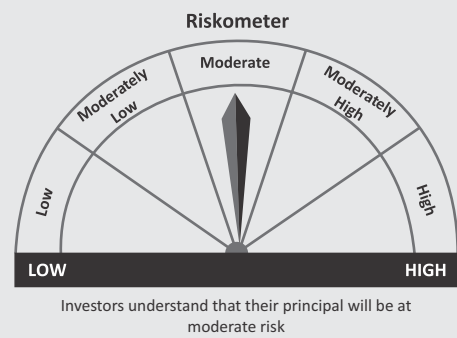 Riskometer
Moderate
Moderately
Low
Moderately
High
Low
High
LOW
HIGH
Investors understand that their principal will be at
moderate risk